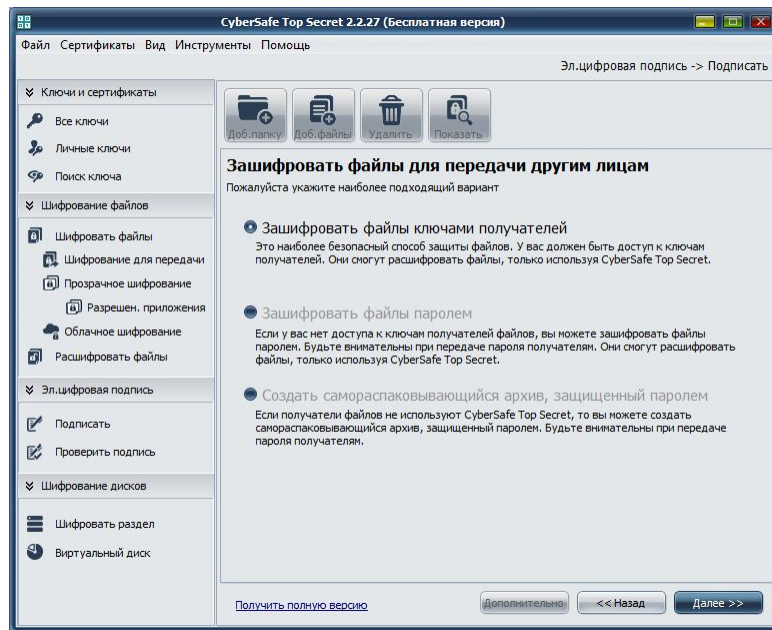 CyberSafe Top Secret 2.2.27 (Бесплатная версия)
Файл Сертификаты Вид Инструменты Помощь
Эл.цифровая подпись -> Подписать
Ключи и сертификаты
Все ключи
Личные ключи
Поиск ключа
Шифрование файлов
Шифровать файлы
Шифрование для передачи
Прозрачное шифрование
Разрешен. приложения
Облачное шифрование
Расшифровать файлы
Эл.цифровая подпись
Подписать
Проверить подпись
Шифрование дисков
Шифровать раздел
Виртуальный диск
Доб.папку Доб.файлы Удалить Показать
Зашифровать файлы для передачи другим лицам
Пожалуйста укажите наиболее подходящий вариант
Зашифровать файлы ключами получателей
Это наиболее безопасный способ защиты файлов. У вас должен быть доступ к ключам
получателей. Они смогут расшифровать файлы, только используя CyberSafe Top Secret.
Зашифровать файлы паролем
Если у вас нет доступа к ключам получателей файлов, вы можете зашифровать файлы
паролем. Будьте внимательны при передаче пароля получателям. Они смогут расшифровать
файлы, только используя CyberSafe Top Secret.
Создать самораспаковывающийся архив, защищенный паролем
Если получатели файлов не используют CyberSafe Top Secret, то вы можете создать
самораспаковывающийся архив, защищенный паролем. Будьте внимательны при передаче
пароля получателям.
Получить полную версию
Дополнительно << Назад Далее >>